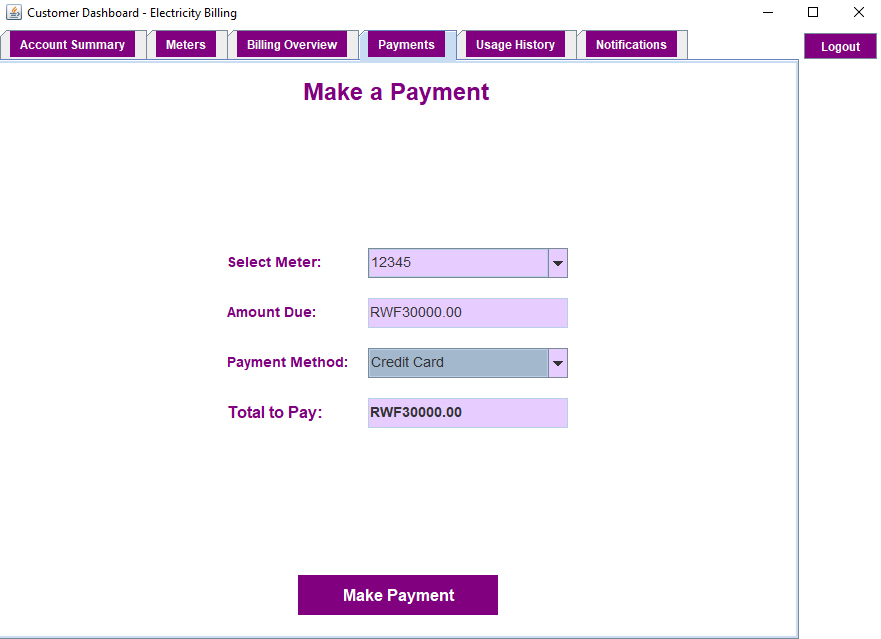 Customer Dashboard - Electricity Billing
Account Summary Meters Billing Overview Payments Usage History Notifications Logout
Make a Payment
Select Meter: 12345
Amount Due: RWF30000.00
Payment Method: Credit Card
Total to Pay: RWF30000.00
Make Payment